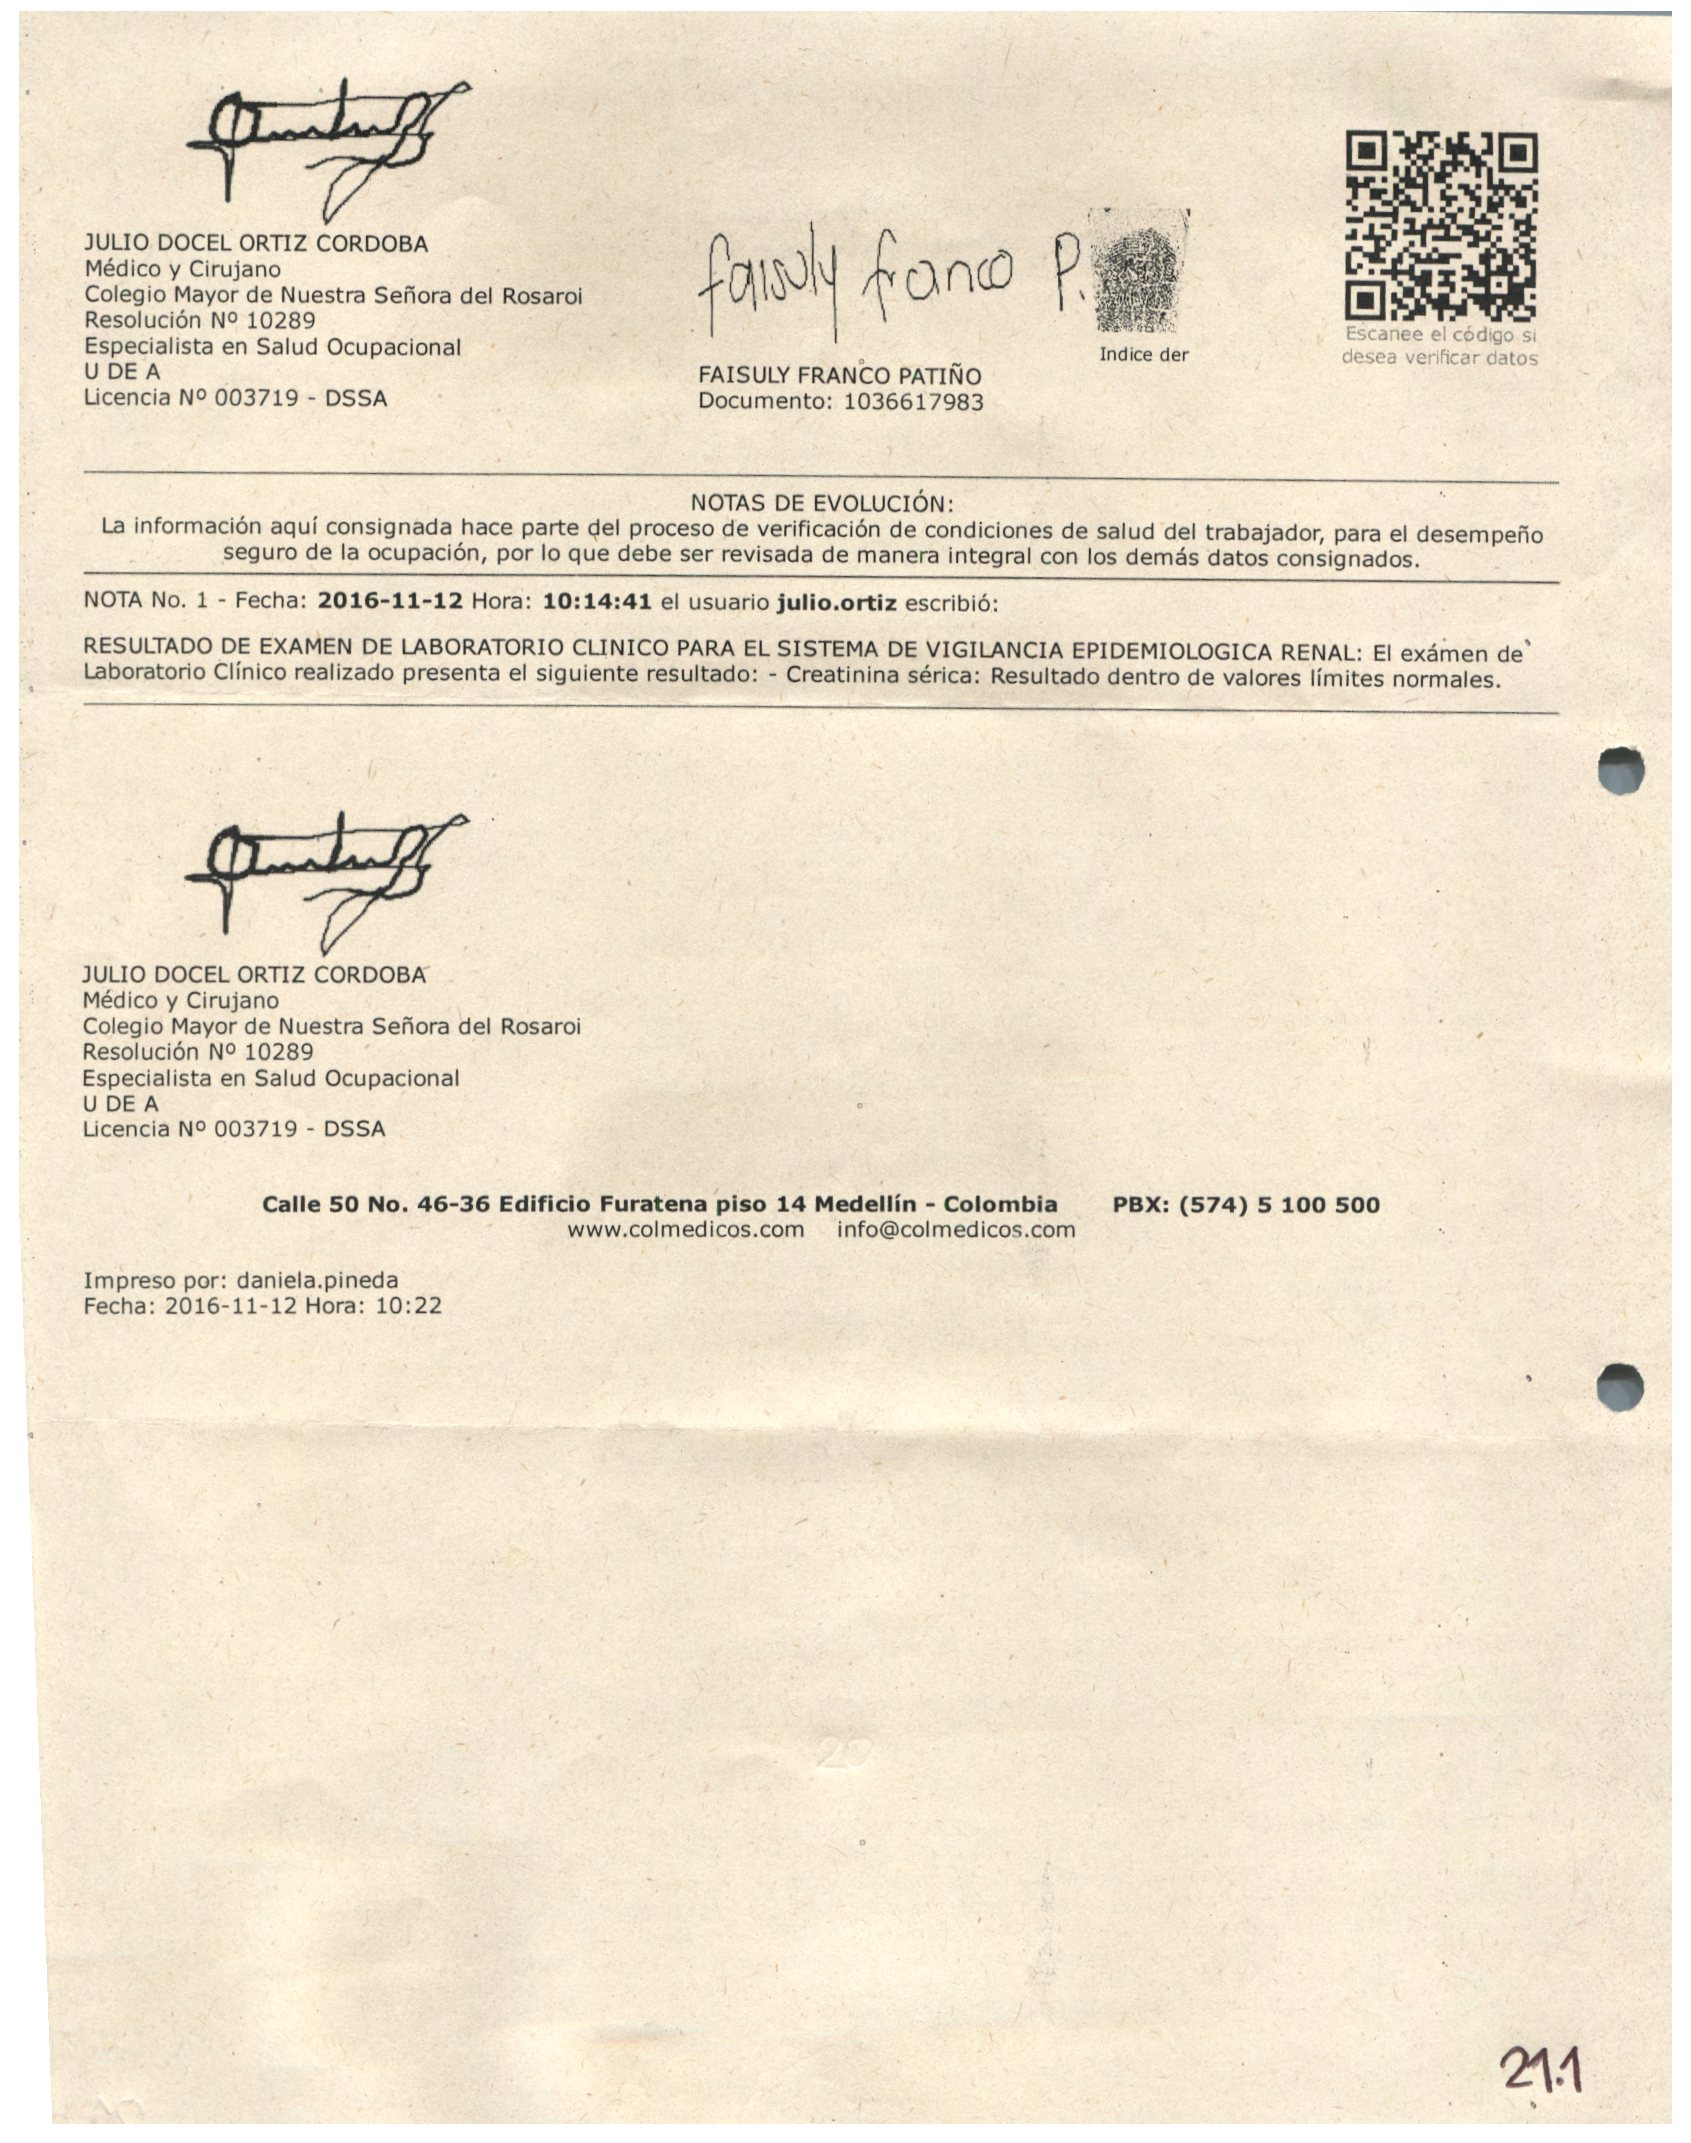 JULIO DOCEL ORTIZ CORDOBA
Médico y Cirujano
Colegio Mayor de Nuestra Señora del Rosaroi
Resolución Nº 10289
Especialista en Salud Ocupacional
U DE A
Licencia Nº 003719 - DSSA
faisuly franco P.
Indice der
FAISULY FRANCO PATIÑO
Documento: 1036617983
Escanee el código si
desea verificar datos
NOTAS DE EVOLUCIÓN:
La información aquí consignada hace parte del proceso de verificación de condiciones de salud del trabajador, para el desempeño
seguro de la ocupación, por lo que debe ser revisada de manera integral con los demás datos consignados.
NOTA No. 1 - Fecha: 2016-11-12 Hora: 10:14:41 el usuario julio.ortiz escribió:
RESULTADO DE EXAMEN DE LABORATORIO CLINICO PARA EL SISTEMA DE VIGILANCIA EPIDEMIOLOGICA RENAL: El exámen de
Laboratorio Clínico realizado presenta el siguiente resultado: - Creatinina sérica: Resultado dentro de valores límites normales.
JULIO DOCEL ORTIZ CORDOBA
Médico y Cirujano
Colegio Mayor de Nuestra Señora del Rosaroi
Resolución Nº 10289
Especialista en Salud Ocupacional
U DE A
Licencia Nº 003719 - DSSA
Calle 50 No. 46-36 Edificio Furatena piso 14 Medellín - Colombia PBX: (574) 5 100 500
www.colmedicos.com info@colmedicos.com
Impreso por: daniela.pineda
Fecha: 2016-11-12 Hora: 10:22
20
21.1